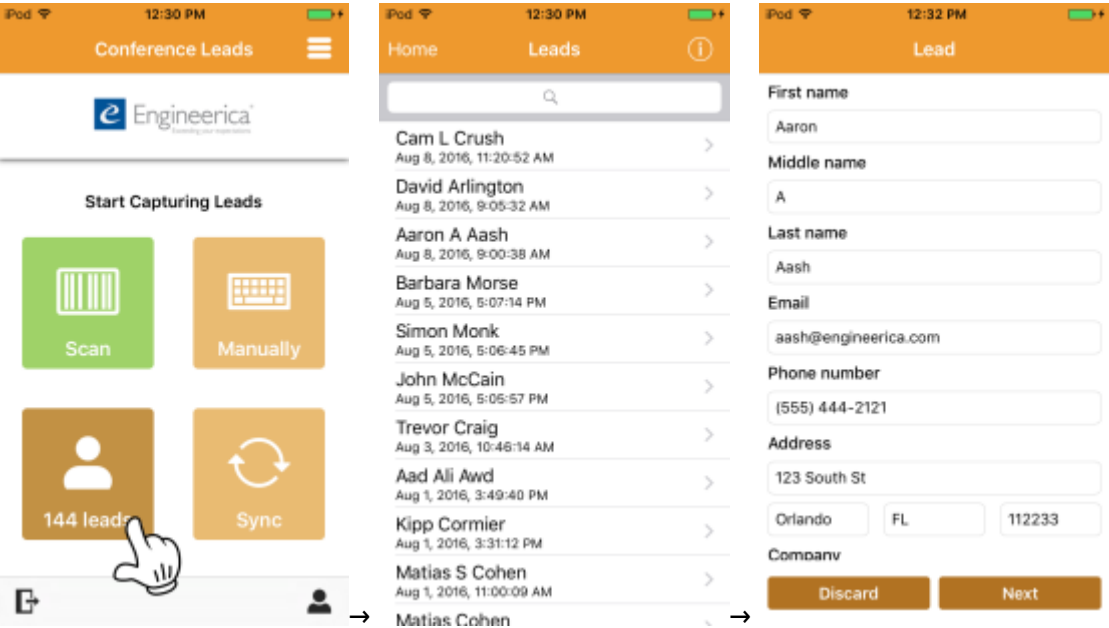 iPod 12:30 PM
Conference Leads
e Engineerica
Exceeding your expectations
Start Capturing Leads
Scan
Manually
144 leads
Sync
→
iPod 12:30 PM
Home Leads
Cam L Crush
Aug 8, 2016, 11:20:52 AM
David Arlington
Aug 8, 2016, 9:05:32 AM
Aaron A Aash
Aug 8, 2016, 9:00:38 AM
Barbara Morse
Aug 5, 2016, 5:07:14 PM
Simon Monk
Aug 5, 2016, 5:06:45 PM
John McCain
Aug 5, 2016, 5:05:57 PM
Trevor Craig
Aug 3, 2016, 10:46:14 AM
Aad Ali Awd
Aug 1, 2016, 3:49:40 PM
Kipp Cormier
Aug 1, 2016, 3:31:12 PM
Matias S Cohen
Aug 1, 2016, 11:00:09 AM
Matias Cohen
→
iPod 12:32 PM
Lead
First name
Aaron
Middle name
A
Last name
Aash
Email
aash@engineerica.com
Phone number
(555) 444-2121
Address
123 South St
Orlando FL 112233
Company
Discard Next